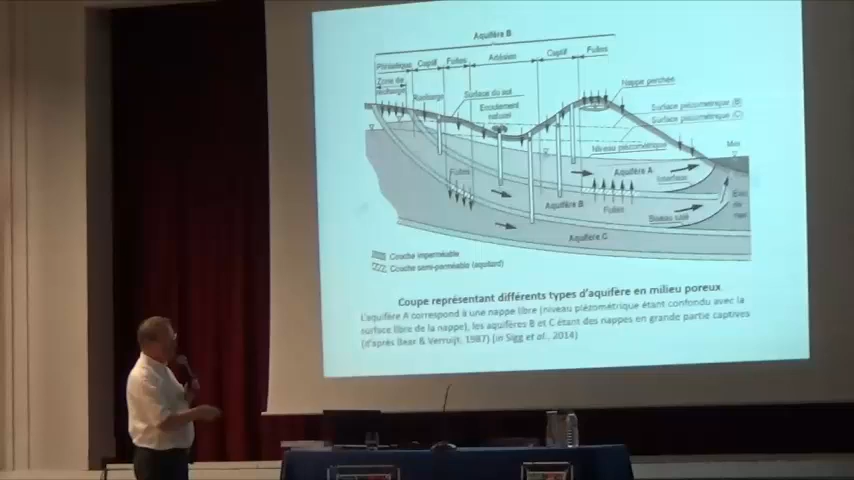 Aquifère B
Phréatique Captif Fuites Artésien Captif Fuites
Zone de
recharge
Recharge
Surface du sol
Ecoulement
naturel
Nappe perchée
Surface piézométrique (B)
Surface piézométrique (C)
Niveau piézométrique
Mer
Fuites
Aquifère A
Interface
Aquifère B
Fuites
Biseau salé
Eau
de mer
Aquifère C
Couche imperméable
Couche semi-perméable (aquitard)
Coupe représentant différents types d'aquifère en milieu poreux.
L'aquifère A correspond à une nappe libre (niveau piézométrique étant confondu avec la
surface libre de la nappe), les aquifères B et C étant des nappes en grande partie captives
(d'après Bear & Verruijt, 1987) (in Sigg et al., 2014)